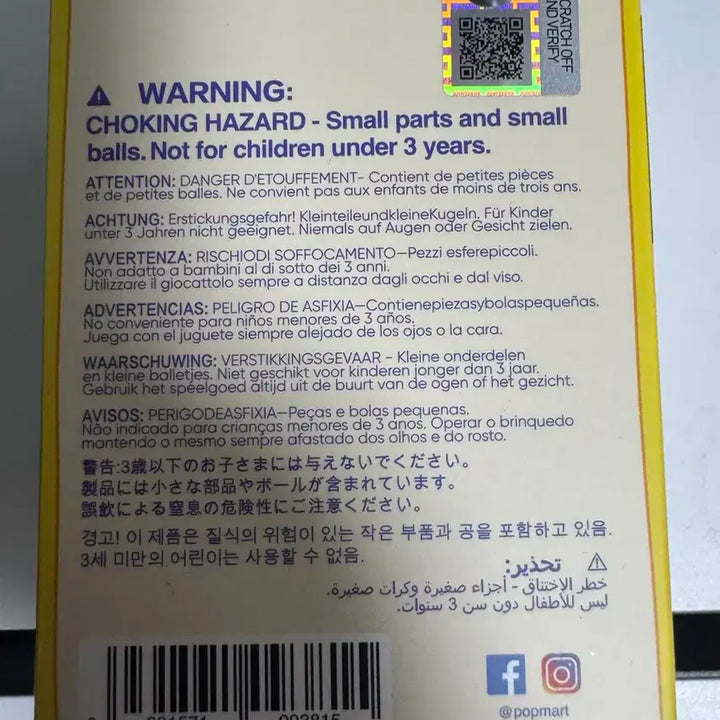 SCRATCH OFF
AND VERIFY
WARNING:
CHOKING HAZARD - Small parts and small
balls. Not for children under 3 years.
ATTENTION: DANGER D'ETOUFFEMENT- Contient de petites pièces
et de petites balles. Ne convient pas aux enfants de moins de trois ans.
ACHTUNG: Erstickungsgefahr! KleinteileundkleineKugeln. Für Kinder
unter 3 Jahren nicht geeignet. Niemals auf Augen oder Gesicht zielen.
AVVERTENZA: RISCHIODI SOFFOCAMENTO—Pezzi esferepiccoli.
Non adatto a bambini al di sotto dei 3 anni.
Utilizzare il giocattolo sempre a distanza dagli occhi e dal viso.
ADVERTENCIAS: PELIGRO DE ASFIXIA—Contienepiezasybolaspequeñas.
No conveniente para niños menores de 3 años.
Juega con el juguete siempre alejado de los ojos o la cara.
WAARSCHUWING: VERSTIKKINGSGEVAAR - Kleine onderdelen
en kleine balletjes. Niet geschikt voor kinderen jonger dan 3 jaar.
Gebruik het speelgoed altijd uit de buurt van de ogen of het gezicht.
AVISOS: PERIGODEASFIXIA—Peças e bolas pequenas.
Não indicado para crianças menores de 3 anos. Operar o brinquedo
mantendo o mesmo sempre afastado dos olhos e do rosto.
警告:3歳以下のお子さまには与えないでください。
製品には小さな部品やボールが含まれています。
誤飲による窒息の危険性にご注意ください。
경고! 이 제품은 질식의 위험이 있는 작은 부품과 공을 포함하고 있음.
3세 미만의 어린이는 사용할 수 없음.
تحذير:
خطر الاختناق - أجزاء صغيرة وكرات صغيرة.
ليس للأطفال دون سن 3 سنوات.
@popmart